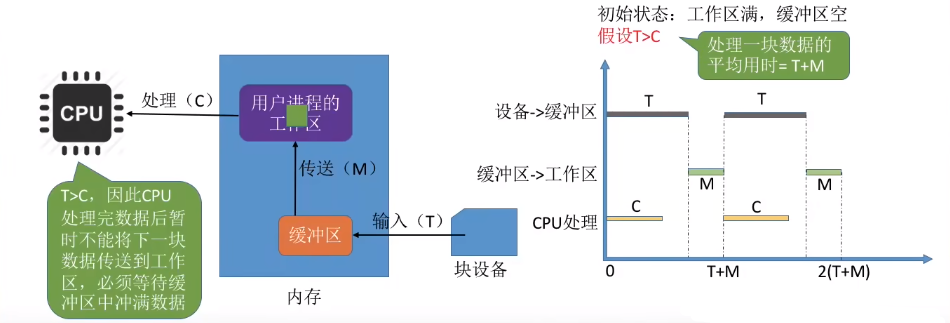 初始状态：工作区满，缓冲区空
假设T>C
处理一块数据的
平均用时= T+M
CPU
处理（C）
用户进程的
工作区
传送（M）
缓冲区
输入（T）
块设备
内存
T>C，因此CPU
处理完数据后暂
时不能将下一块
数据传送到工作
区，必须等待缓
冲区中冲满数据
设备->缓冲区
T
T
缓冲区->工作区
M
M
CPU处理
C
C
0
T+M
2(T+M)